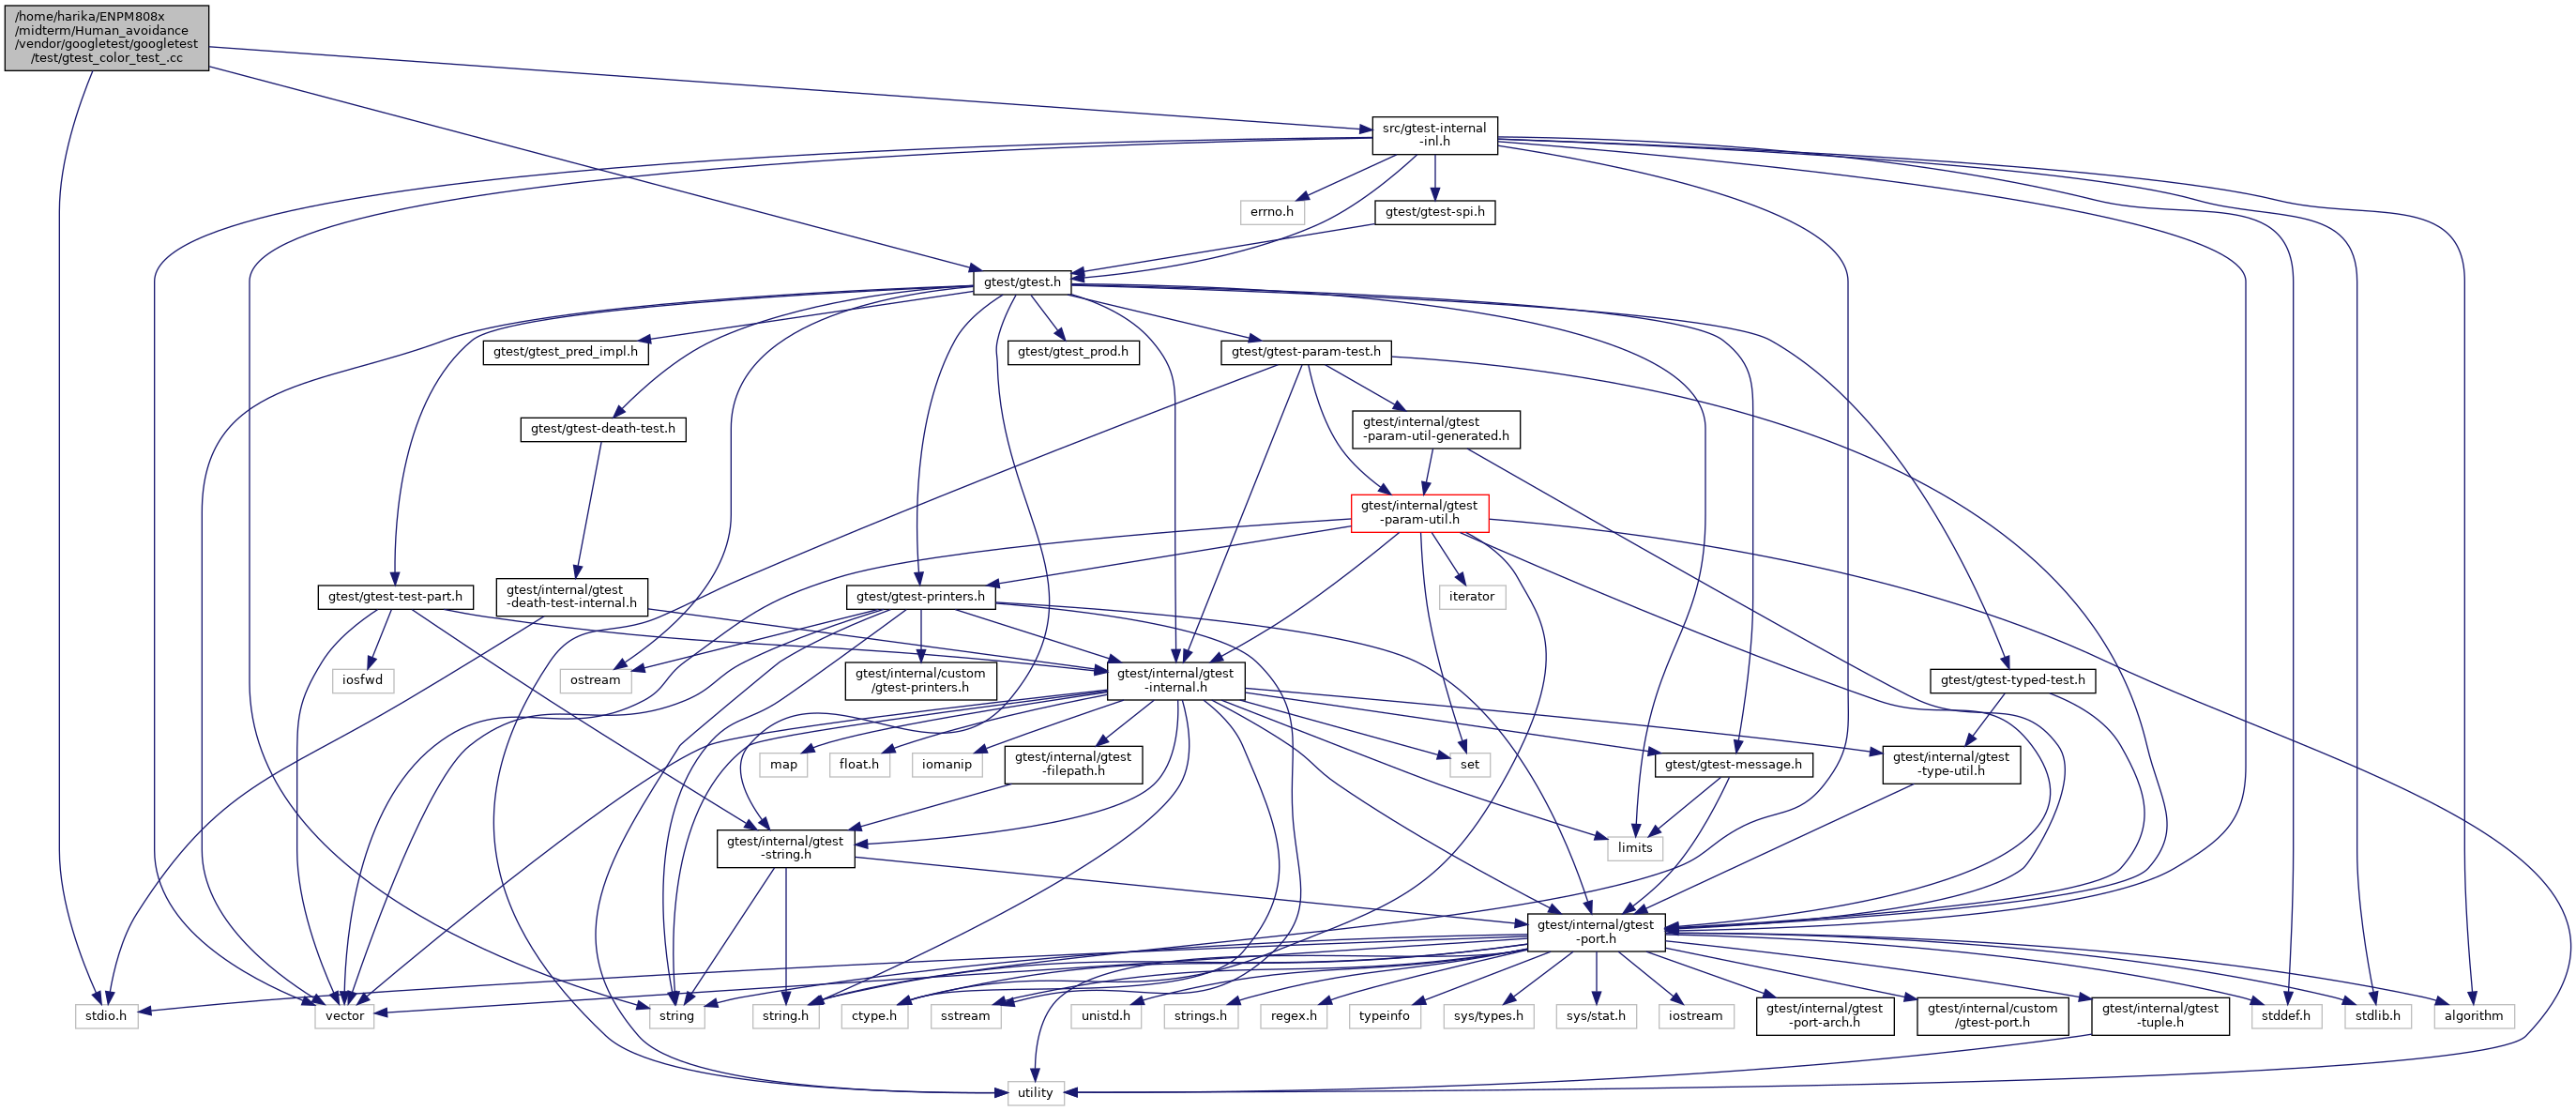 /home/harika/ENPM808x
/midterm/Human_avoidance
/vendor/googletest/googletest
/test/gtest_color_test_.cc
src/gtest-internal
-inl.h
errno.h
gtest/gtest-spi.h
gtest/gtest.h
gtest/gtest_pred_impl.h
gtest/gtest_prod.h
gtest/gtest-param-test.h
gtest/gtest-death-test.h
gtest/internal/gtest
-param-util-generated.h
gtest/internal/gtest
-param-util.h
gtest/gtest-test-part.h
gtest/internal/gtest
-death-test-internal.h
gtest/gtest-printers.h
iterator
iosfwd
ostream
gtest/internal/custom
/gtest-printers.h
gtest/internal/gtest
-internal.h
gtest/gtest-typed-test.h
map
float.h
iomanip
gtest/internal/gtest
-filepath.h
set
gtest/gtest-message.h
gtest/internal/gtest
-type-util.h
gtest/internal/gtest
-string.h
limits
gtest/internal/gtest
-port.h
stdio.h
vector
string
string.h
ctype.h
sstream
unistd.h
strings.h
regex.h
typeinfo
sys/types.h
sys/stat.h
iostream
gtest/internal/gtest
-port-arch.h
gtest/internal/custom
/gtest-port.h
gtest/internal/gtest
-tuple.h
stddef.h
stdlib.h
algorithm
utility